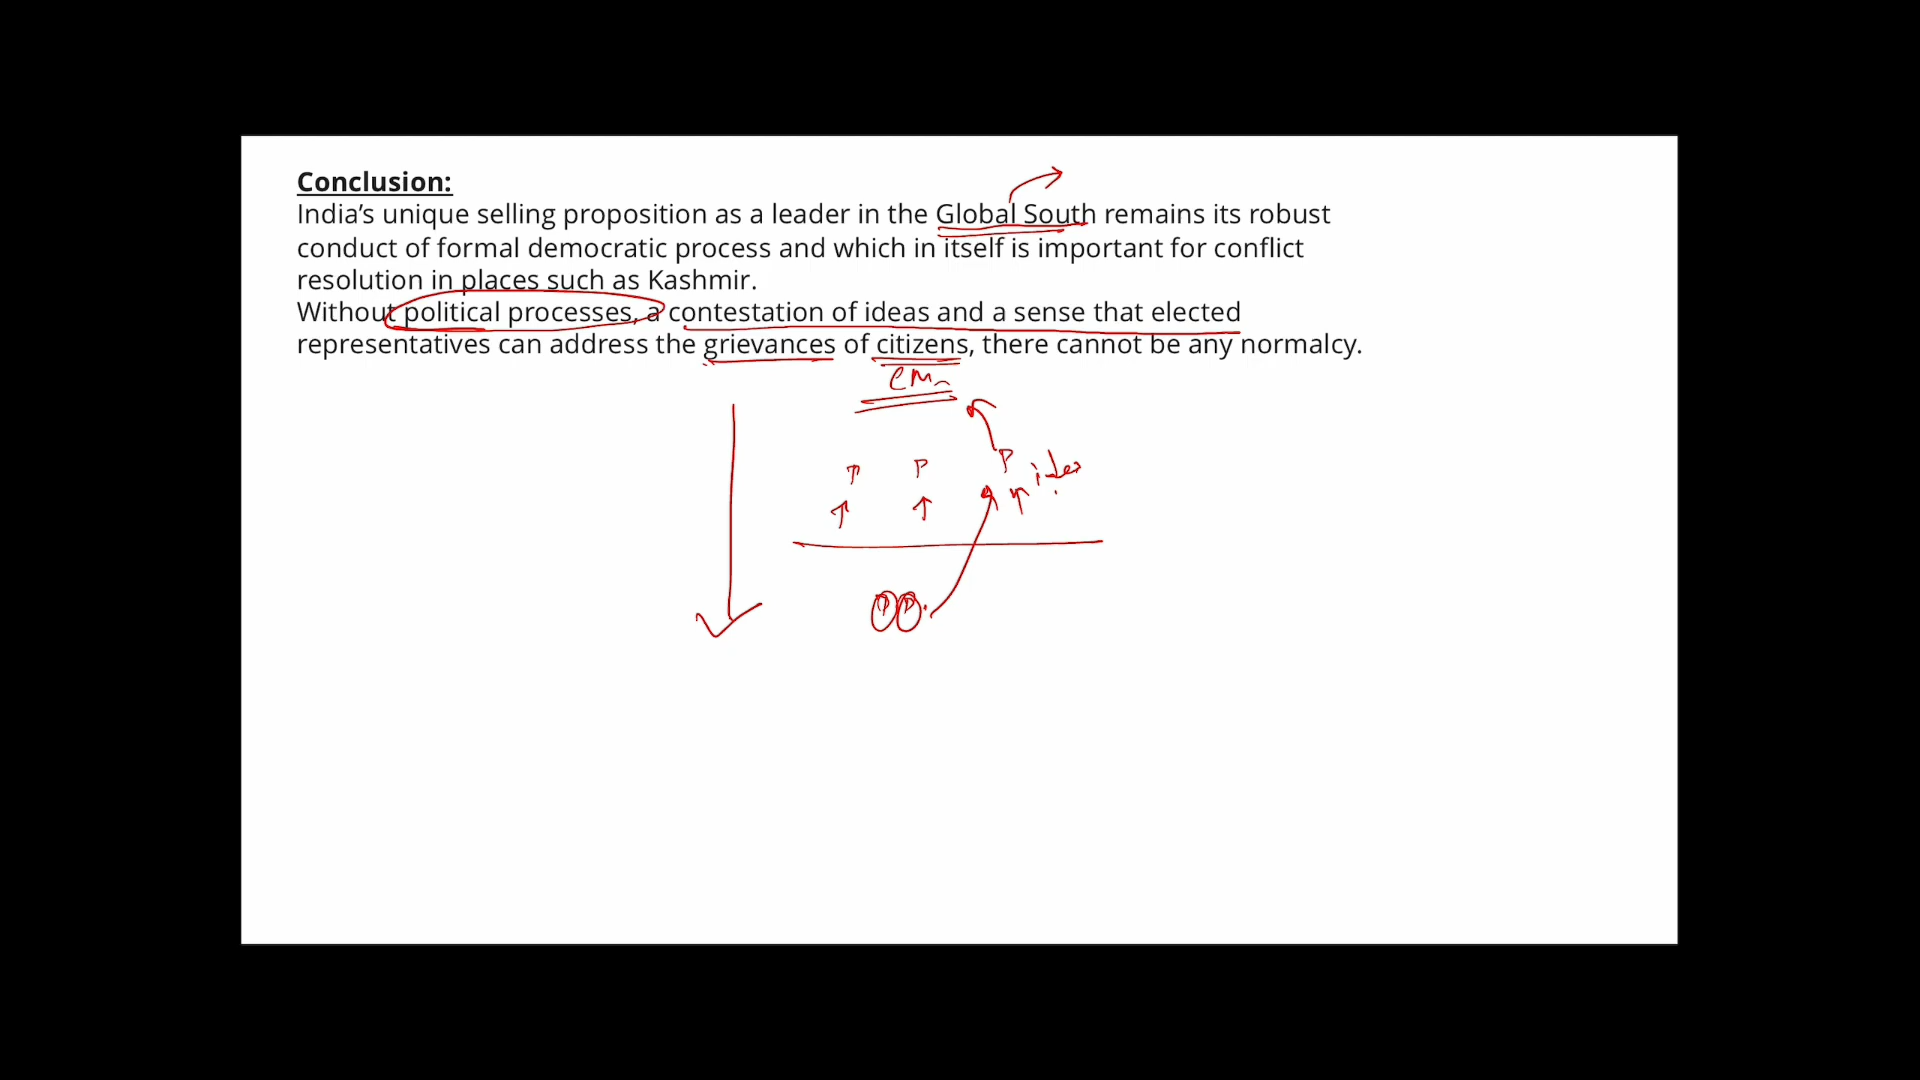 Conclusion:
India’s unique selling proposition as a leader in the Global South remains its robust
conduct of formal democratic process and which in itself is important for conflict
resolution in places such as Kashmir.
Without political processes, a contestation of ideas and a sense that elected
representatives can address the grievances of citizens, there cannot be any normalcy.
P P
P P